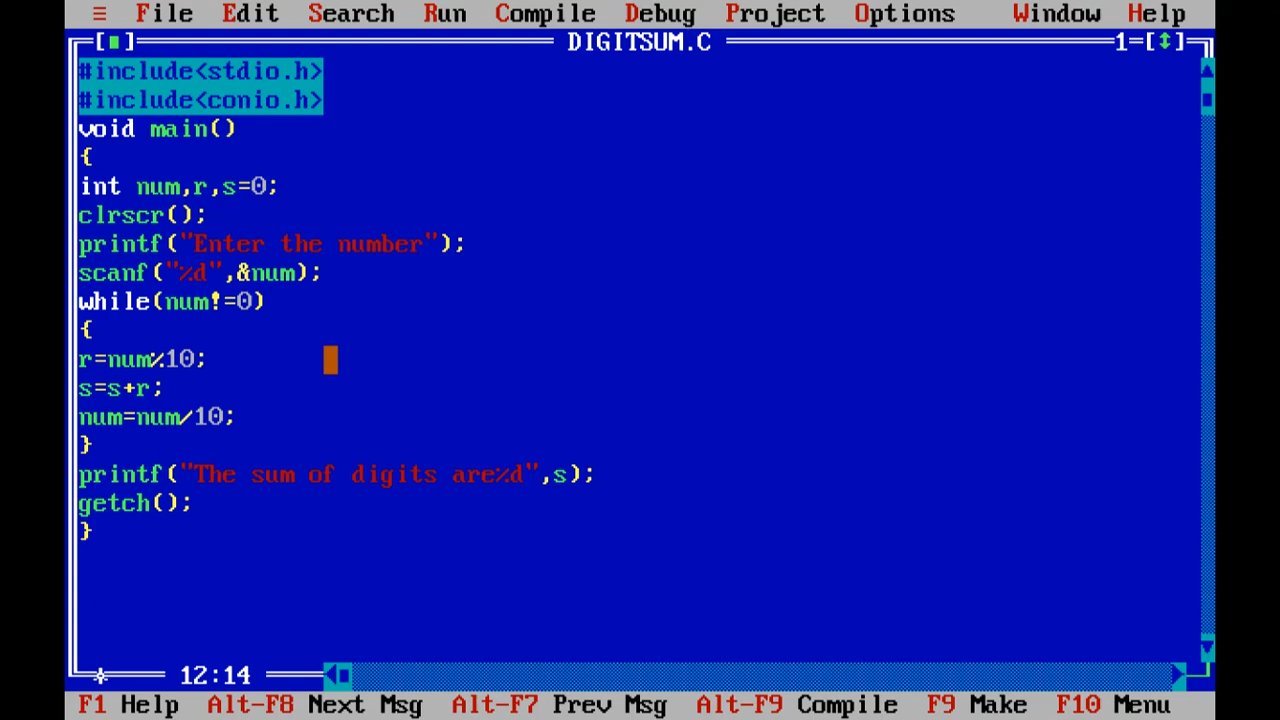 ≡ File Edit Search Run Compile Debug Project Options Window Help
[■] DIGITSUM.C 1=[↕]
#include<stdio.h>
#include<conio.h>
void main()
{
int num,r,s=0;
clrscr();
printf("Enter the number");
scanf("%d",&num);
while(num!=0)
{
r=num%10;
s=s+r;
num=num/10;
}
printf("The sum of digits are%d",s);
getch();
}
12:14
F1 Help Alt-F8 Next Msg Alt-F7 Prev Msg Alt-F9 Compile F9 Make F10 Menu